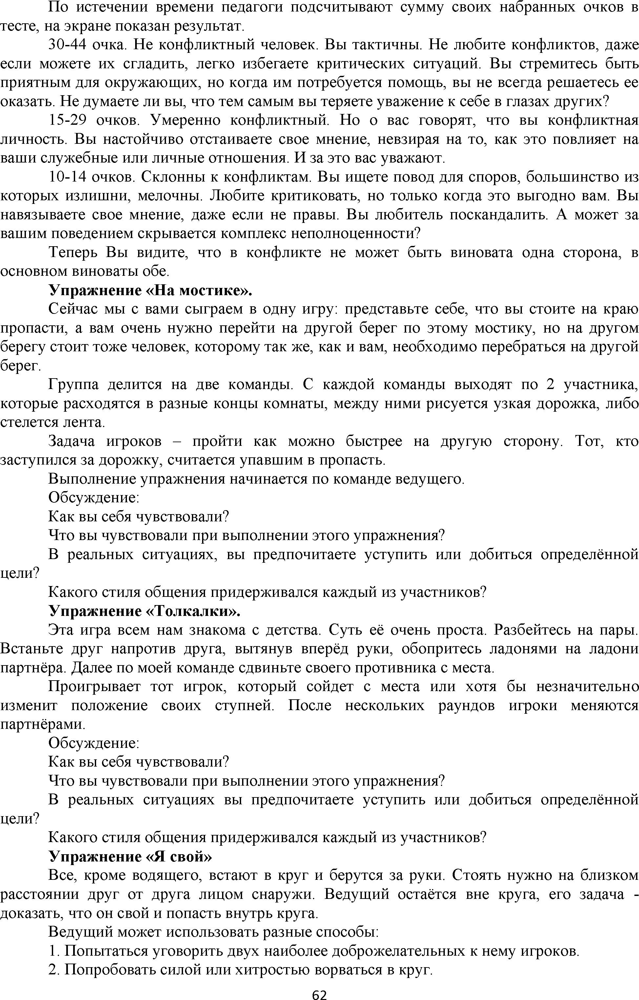 По истечении времени педагоги подсчитывают сумму своих набранных очков в
тесте, на экране показан результат.
30-44 очка. Не конфликтный человек. Вы тактичны. Не любите конфликтов, даже
если можете их сгладить, легко избегаете критических ситуаций. Вы стремитесь быть
приятным для окружающих, но когда им потребуется помощь, вы не всегда решаетесь ее
оказать. Не думаете ли вы, что тем самым вы теряете уважение к себе в глазах других?
15-29 очков. Умеренно конфликтный. Но о вас говорят, что вы конфликтная
личность. Вы настойчиво отстаиваете свое мнение, невзирая на то, как это повлияет на
ваши служебные или личные отношения. И за это вас уважают.
10-14 очков. Склонны к конфликтам. Вы ищете повод для споров, большинство из
которых излишни, мелочны. Любите критиковать, но только когда это выгодно вам. Вы
навязываете свое мнение, даже если не правы. Вы любитель поскандалить. А может за
вашим поведением скрывается комплекс неполноценности?
Теперь Вы видите, что в конфликте не может быть виновата одна сторона, в
основном виноваты обе.
Упражнение «На мостике».
Сейчас мы с вами сыграем в одну игру: представьте себе, что вы стоите на краю
пропасти, а вам очень нужно перейти на другой берег по этому мостику, но на другом
берегу стоит тоже человек, которому так же, как и вам, необходимо перебраться на другой
берег.
Группа делится на две команды. С каждой команды выходят по 2 участника,
которые расходятся в разные концы комнаты, между ними рисуется узкая дорожка, либо
стелется лента.
Задача игроков – пройти как можно быстрее на другую сторону. Тот, кто
заступился за дорожку, считается упавшим в пропасть.
Выполнение упражнения начинается по команде ведущего.
Обсуждение:
Как вы себя чувствовали?
Что вы чувствовали при выполнении этого упражнения?
В реальных ситуациях, вы предпочитаете уступить или добиться определённой
цели?
Какого стиля общения придерживался каждый из участников?
Упражнение «Толкалки».
Эта игра всем нам знакома с детства. Суть её очень проста. Разбейтесь на пары.
Встаньте друг напротив друга, вытянув вперёд руки, обопритесь ладонями на ладони
партнёра. Далее по моей команде сдвиньте своего противника с места.
Проигрывает тот игрок, который сойдет с места или хотя бы незначительно
изменит положение своих ступней. После нескольких раундов игроки меняются
партнёрами.
Обсуждение:
Как вы себя чувствовали?
Что вы чувствовали при выполнении этого упражнения?
В реальных ситуациях вы предпочитаете уступить или добиться определённой
цели?
Какого стиля общения придерживался каждый из участников?
Упражнение «Я свой»
Все, кроме водящего, встают в круг и берутся за руки. Стоять нужно на близком
расстоянии друг от друга лицом снаружи. Ведущий остаётся вне круга, его задача -
доказать, что он свой и попасть внутрь круга.
Ведущий может использовать разные способы:
1. Попытаться уговорить двух наиболее доброжелательных к нему игроков.
2. Попробовать силой или хитростью ворваться в круг.
62